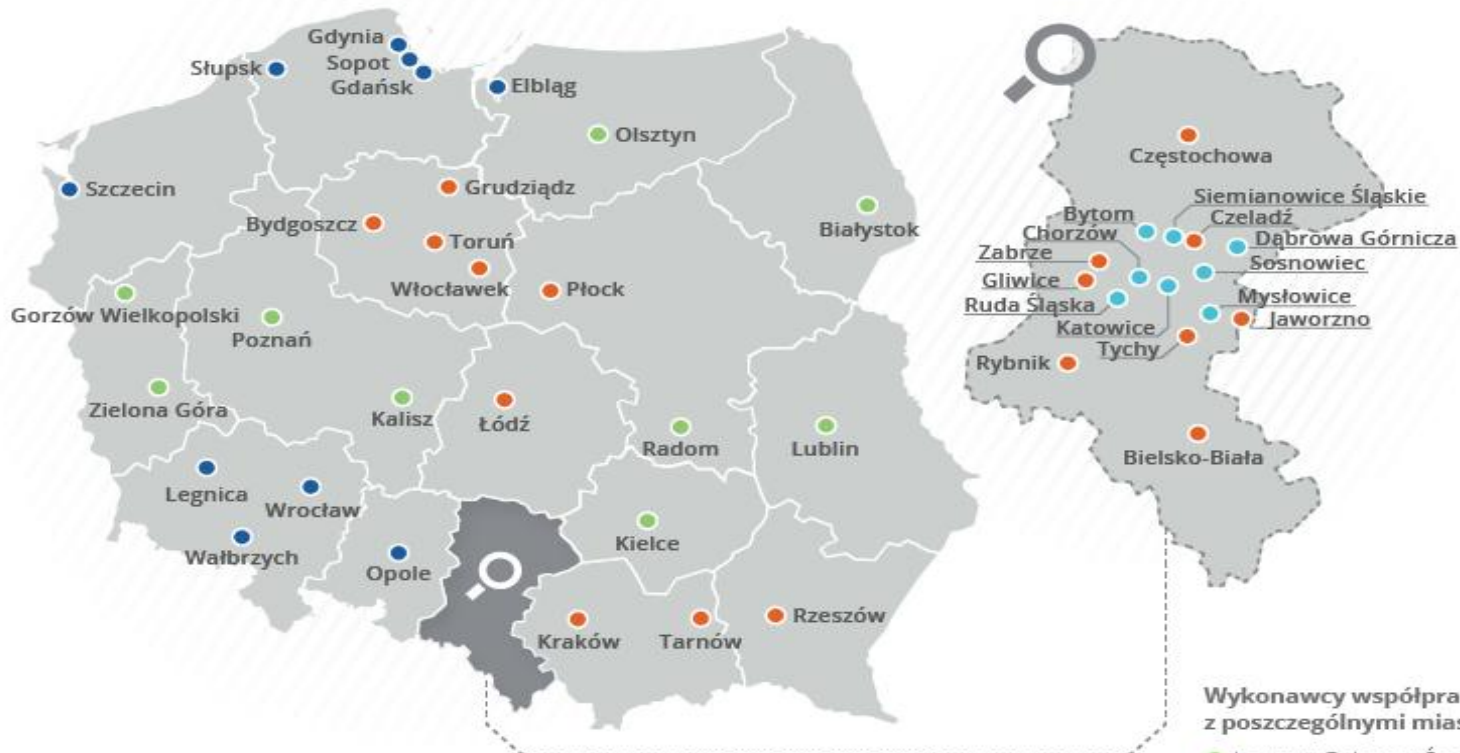 Gdynia
Sopot
Gdańsk
Słupsk
Elbląg
Olsztyn
Szczecin
Grudziądz
Bydgoszcz
Toruń
Białystok
Włocławek
Płock
Gorzów Wielkopolski
Poznań
Zielona Góra
Kalisz
Łódź
Radom
Lublin
Legnica
Wrocław
Wałbrzych
Opole
Kielce
Kraków
Tarnów
Rzeszów
Częstochowa
Siemianowice Śląskie
Bytom
Czeladź
Chorzów
Dąbrowa Górnicza
Zabrze
Sosnowiec
Gliwice
Ruda Śląska
Mysłowice
Katowice
Jaworzno
Tychy
Rybnik
Bielsko-Biała
Wykonawcy współpra
z poszczególnymi mias